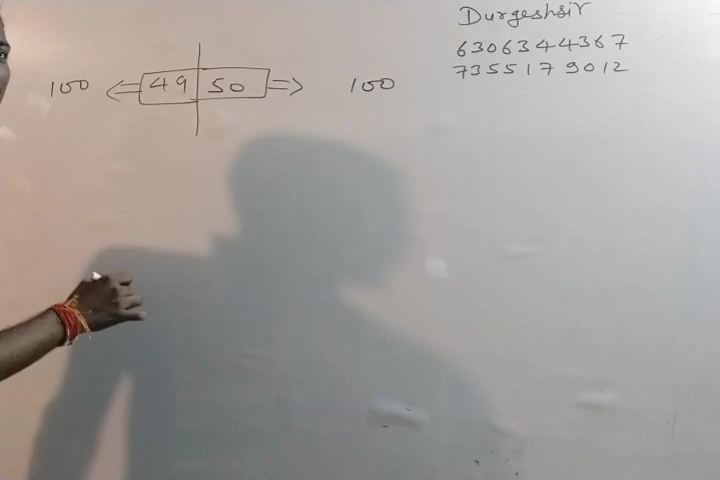 Durgeshsir
6306344367
7355179012
100 <= 49 | 50 => 100